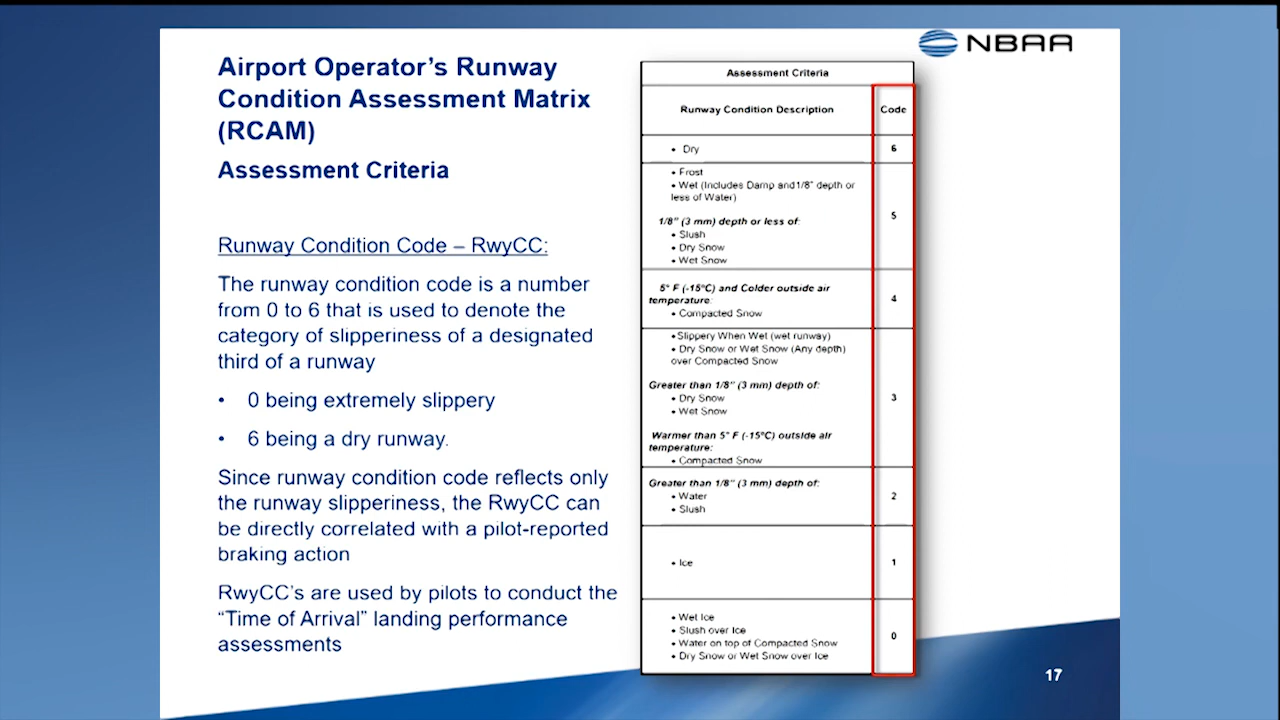 NBAA
Airport Operator's Runway
Condition Assessment Matrix
(RCAM)
Assessment Criteria
Runway Condition Code – RwyCC:
The runway condition code is a number
from 0 to 6 that is used to denote the
category of slipperiness of a designated
third of a runway
• 0 being extremely slippery
• 6 being a dry runway.
Since runway condition code reflects only
the runway slipperiness, the RwyCC can
be directly correlated with a pilot-reported
braking action
RwyCC's are used by pilots to conduct the
“Time of Arrival” landing performance
assessments
Assessment Criteria
Runway Condition Description Code
• Dry 6
• Frost
• Wet (Includes Damp and 1/8" depth or
less of Water)
1/8" (3 mm) depth or less of:
• Slush
• Dry Snow
• Wet Snow
5
5° F (-15°C) and Colder outside air
temperature:
• Compacted Snow
4
• Slippery When Wet (wet runway)
• Dry Snow or Wet Snow (Any depth)
over Compacted Snow
Greater than 1/8" (3 mm) depth of:
• Dry Snow
• Wet Snow
Warmer than 5° F (-15°C) outside air
temperature:
• Compacted Snow
3
Greater than 1/8" (3 mm) depth of:
• Water
• Slush
2
• Ice 1
• Wet Ice
• Slush over Ice
• Water on top of Compacted Snow
• Dry Snow or Wet Snow over Ice
0
17